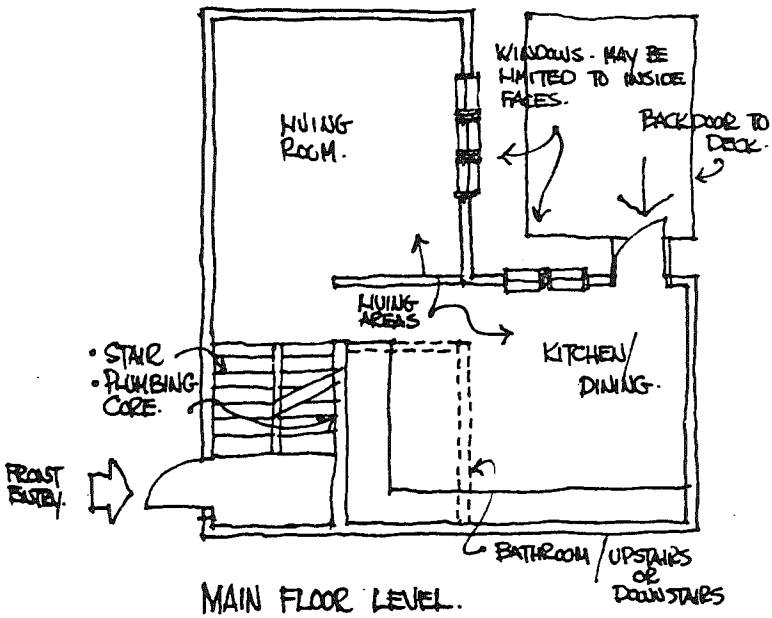 WINDOWS - MAY BE
LIMITED TO INSIDE
FACES.
BACKDOOR TO
DECK.
LIVING
ROOM.
LIVING
AREAS
KITCHEN/
DINING.
• STAIR
• PLUMBING
CORE.
FRONT
ENTRY.
BATHROOM / UPSTAIRS
OR
DOWNSTAIRS
MAIN FLOOR LEVEL.